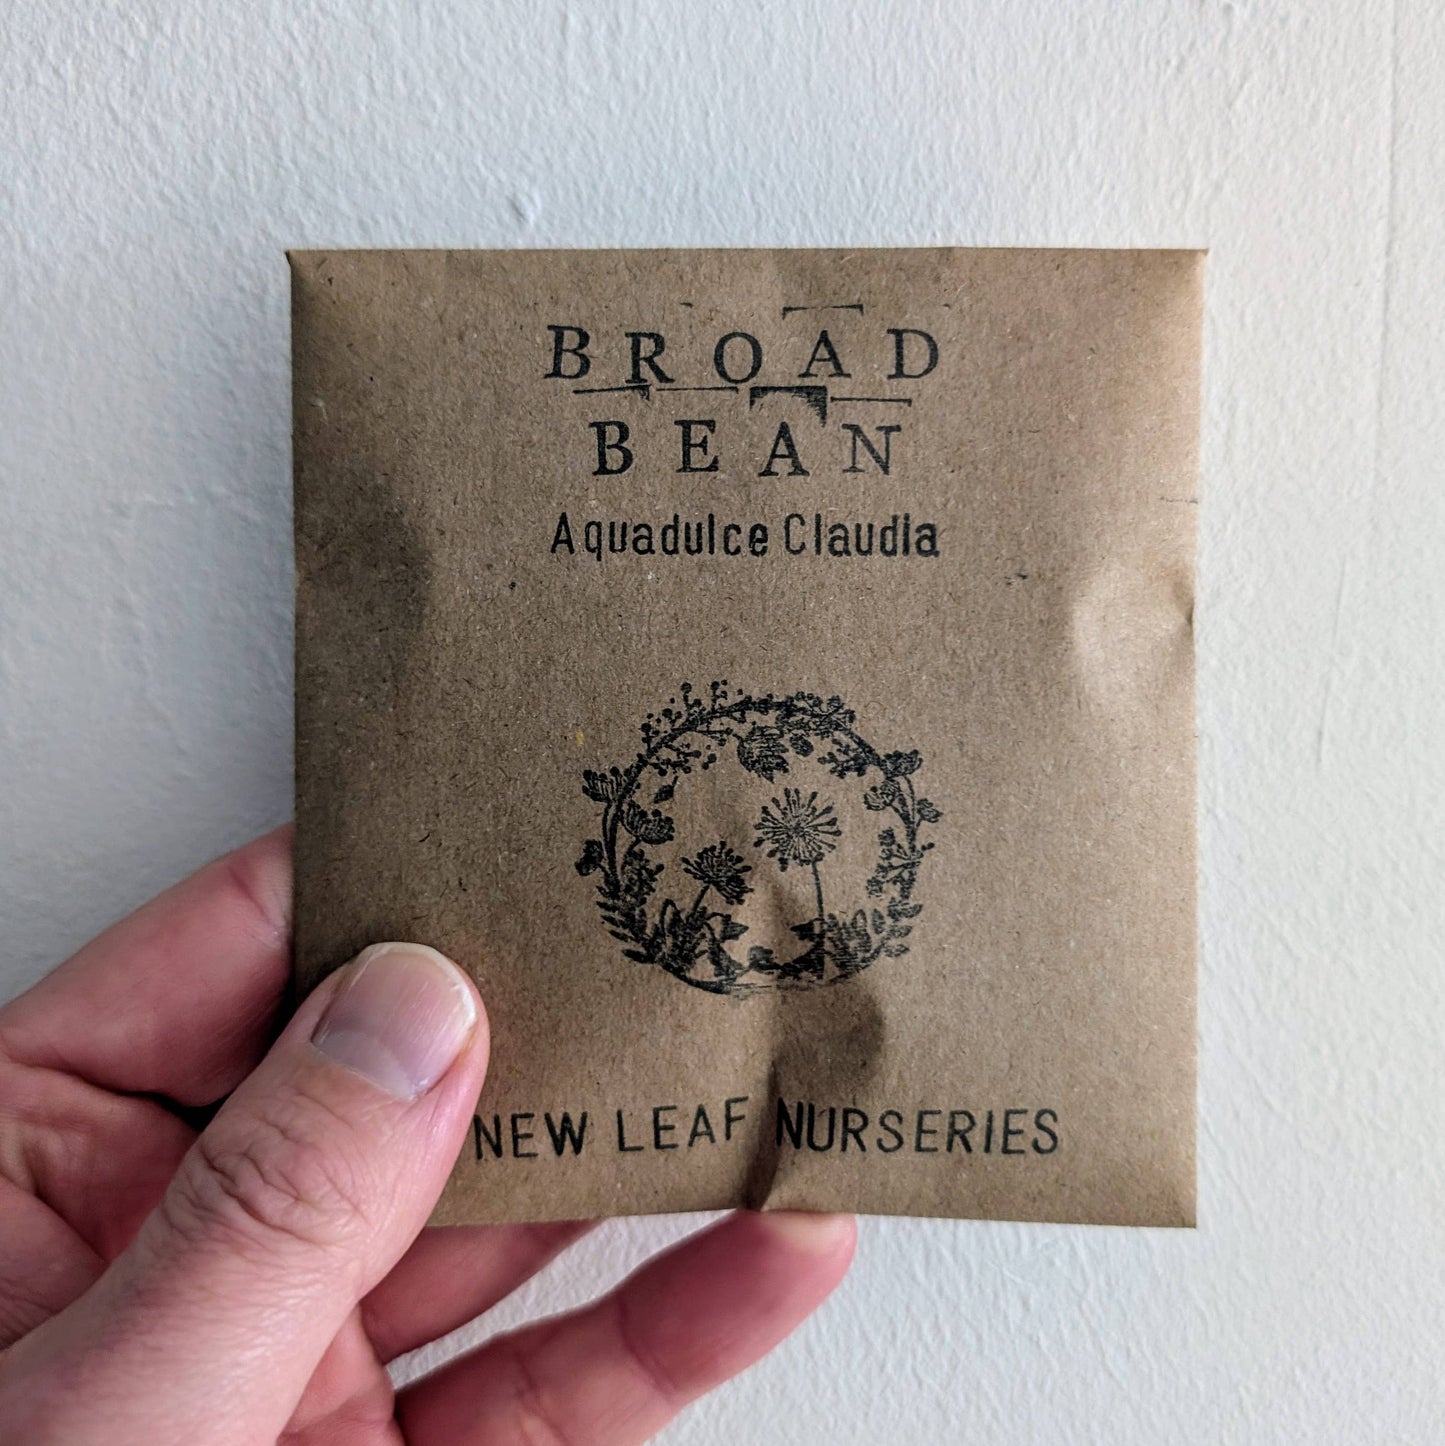 BROAD
BEAN
Aquadulce Claudia
NEW LEAF NURSERIES